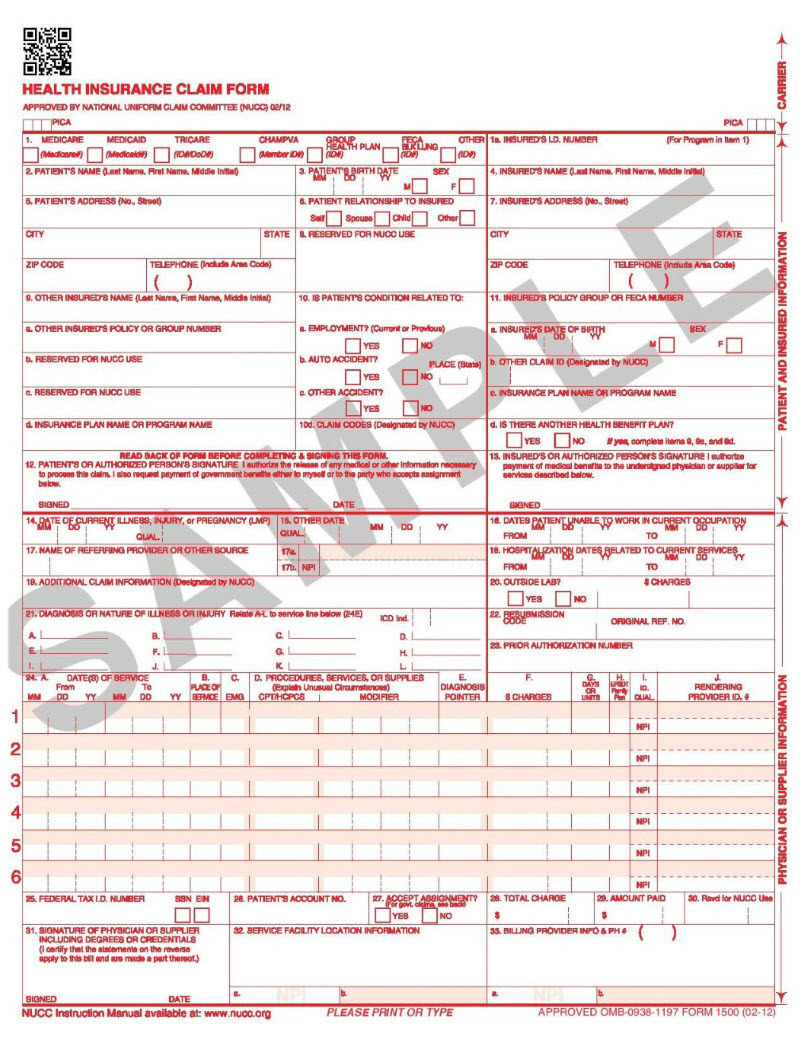 HEALTH INSURANCE CLAIM FORM
APPROVED BY NATIONAL UNIFORM CLAIM COMMITTEE (NUCC) 02/12
PICA
PICA
CARRIER
1. MEDICARE MEDICAID TRICARE CHAMPVA GROUP HEALTH PLAN FECA BLK LUNG OTHER
(Medicare#) (Medicaid#) (ID#/DoD#) (Member ID#) (ID#) (ID#) (ID#)
1a. INSURED'S I.D. NUMBER (For Program in Item 1)
2. PATIENT'S NAME (Last Name, First Name, Middle Initial)
3. PATIENT'S BIRTH DATE SEX
MM DD YY M F
4. INSURED'S NAME (Last Name, First Name, Middle Initial)
5. PATIENT'S ADDRESS (No., Street)
6. PATIENT RELATIONSHIP TO INSURED
Self Spouse Child Other
7. INSURED'S ADDRESS (No., Street)
CITY STATE
8. RESERVED FOR NUCC USE
CITY STATE
ZIP CODE TELEPHONE (Include Area Code)
( )
ZIP CODE TELEPHONE (Include Area Code)
( )
9. OTHER INSURED'S NAME (Last Name, First Name, Middle Initial)
10. IS PATIENT'S CONDITION RELATED TO:
11. INSURED'S POLICY GROUP OR FECA NUMBER
a. OTHER INSURED'S POLICY OR GROUP NUMBER
a. EMPLOYMENT? (Current or Previous)
YES NO
a. INSURED'S DATE OF BIRTH SEX
MM DD YY M F
b. RESERVED FOR NUCC USE
b. AUTO ACCIDENT? PLACE (State)
YES NO
b. OTHER CLAIM ID (Designated by NUCC)
c. RESERVED FOR NUCC USE
c. OTHER ACCIDENT?
YES NO
c. INSURANCE PLAN NAME OR PROGRAM NAME
d. INSURANCE PLAN NAME OR PROGRAM NAME
10d. CLAIM CODES (Designated by NUCC)
d. IS THERE ANOTHER HEALTH BENEFIT PLAN?
YES NO If yes, complete items 9, 9a, and 9d.
READ BACK OF FORM BEFORE COMPLETING & SIGNING THIS FORM.
12. PATIENT'S OR AUTHORIZED PERSON'S SIGNATURE I authorize the release of any medical or other information necessary
to process this claim. I also request payment of government benefits either to myself or to the party who accepts assignment
below.
SIGNED DATE
13. INSURED'S OR AUTHORIZED PERSON'S SIGNATURE I authorize
payment of medical benefits to the undersigned physician or supplier for
services described below.
SIGNED
PATIENT AND INSURED INFORMATION
14. DATE OF CURRENT ILLNESS, INJURY, or PREGNANCY (LMP)
MM DD YY
QUAL.
15. OTHER DATE
QUAL. MM DD YY
16. DATES PATIENT UNABLE TO WORK IN CURRENT OCCUPATION
MM DD YY MM DD YY
FROM TO
17. NAME OF REFERRING PROVIDER OR OTHER SOURCE
17a.
17b. NPI
18. HOSPITALIZATION DATES RELATED TO CURRENT SERVICES
MM DD YY MM DD YY
FROM TO
19. ADDITIONAL CLAIM INFORMATION (Designated by NUCC)
20. OUTSIDE LAB? $ CHARGES
YES NO
21. DIAGNOSIS OR NATURE OF ILLNESS OR INJURY Relate A-L to service line below (24E) ICD Ind.
A. B. C. D.
E. F. G. H.
I. J. K. L.
22. RESUBMISSION
CODE ORIGINAL REF. NO.
23. PRIOR AUTHORIZATION NUMBER
24. A. DATE(S) OF SERVICE
From To
MM DD YY MM DD YY
B.
PLACE OF
SERVICE
C.
EMG
D. PROCEDURES, SERVICES, OR SUPPLIES
(Explain Unusual Circumstances)
CPT/HCPCS MODIFIER
E.
DIAGNOSIS
POINTER
F.
$ CHARGES
G.
DAYS
OR
UNITS
H.
EPSDT
Family
Plan
I.
ID.
QUAL.
J.
RENDERING
PROVIDER ID. #
1
NPI
2
NPI
3
NPI
4
NPI
5
NPI
6
NPI
25. FEDERAL TAX I.D. NUMBER SSN EIN
26. PATIENT'S ACCOUNT NO.
27. ACCEPT ASSIGNMENT?
(For govt. claims, see back)
YES NO
28. TOTAL CHARGE
$
29. AMOUNT PAID
$
30. Rsvd for NUCC Use
31. SIGNATURE OF PHYSICIAN OR SUPPLIER
INCLUDING DEGREES OR CREDENTIALS
(I certify that the statements on the reverse
apply to this bill and are made a part thereof.)
SIGNED DATE
32. SERVICE FACILITY LOCATION INFORMATION
a. NPI b.
33. BILLING PROVIDER INFO & PH # ( )
a. NPI b.
PHYSICIAN OR SUPPLIER INFORMATION
NUCC Instruction Manual available at: www.nucc.org
PLEASE PRINT OR TYPE
APPROVED OMB-0938-1197 FORM 1500 (02-12)
SAMPLE